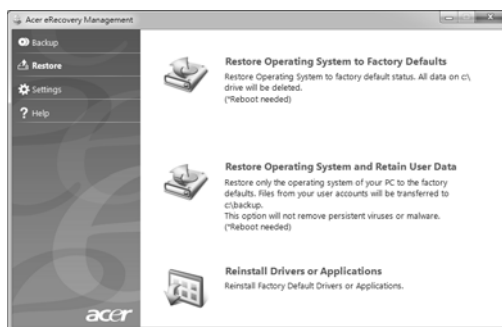 Acer eRecovery Management
Backup
Restore
Settings
Help
Restore Operating System to Factory Defaults
Restore Operating System to factory default status. All data on c:\
drive will be deleted.
(*Reboot needed)
Restore Operating System and Retain User Data
Restore only the operating system of your PC to the factory
defaults. Files from your user accounts will be transferred to
c:\backup.
This option will not remove persistent viruses or malware.
(*Reboot needed)
Reinstall Drivers or Applications
Reinstall Factory Default Drivers or Applications.
acer